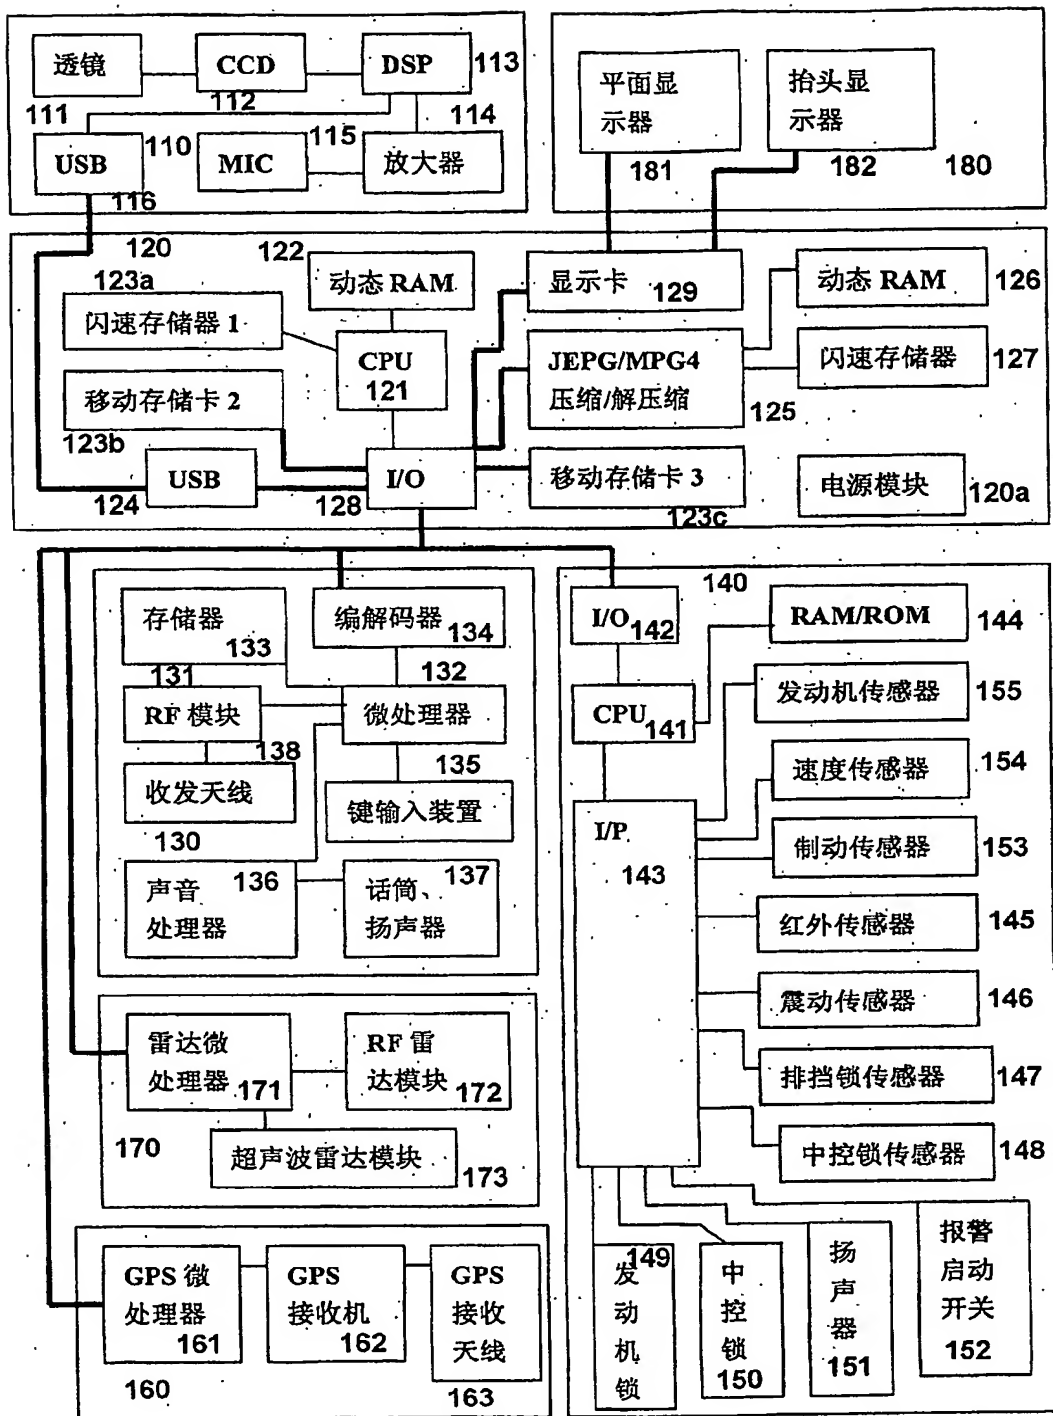 透镜
111
CCD
112
DSP
113
114
USB
110
116
MIC
115
放大器
平面显
示器
181
抬头显
示器
182
180
120
122
动态 RAM
123a
闪速存储器 1
CPU
121
移动存储卡 2
123b
USB
124
128
I/O
显示卡
129
JEPG/MPG4
压缩/解压缩
125
动态 RAM
126
闪速存储器
127
移动存储卡 3
123c
电源模块
120a
存储器
133
编解码器
134
131
RF 模块
132
微处理器
138
收发天线
130
135
键输入装置
声音
处理器
136
话筒、
扬声器
137
雷达微
处理器
171
RF 雷
达模块
172
170
超声波雷达模块
173
GPS 微
处理器
161
GPS
接收机
162
GPS
接收
天线
163
160
140
I/O
142
RAM/ROM
144
CPU
141
发动机传感器
155
速度传感器
154
I/P
143
制动传感器
153
红外传感器
145
震动传感器
146
排挡锁传感器
147
中控锁传感器
148
149
发
动
机
锁
中
控
锁
150
扬
声
器
151
报警
启动
开关
152